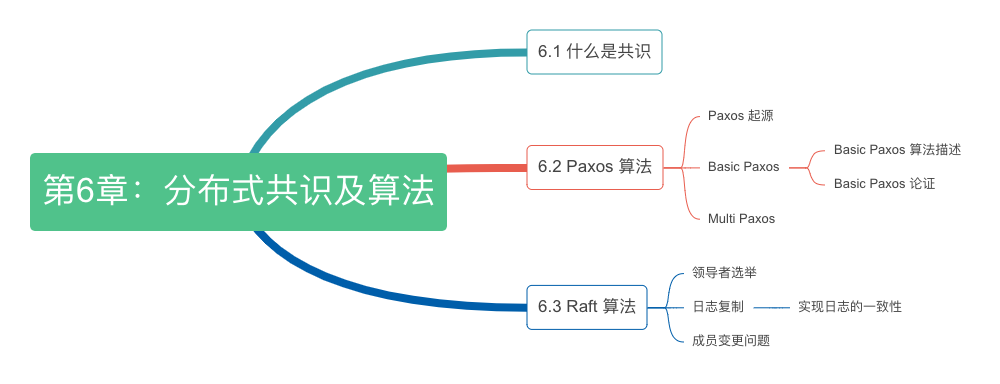 第6章：分布式共识及算法
6.1 什么是共识
6.2 Paxos 算法
Paxos 起源
Basic Paxos
Basic Paxos 算法描述
Basic Paxos 论证
Multi Paxos
6.3 Raft 算法
领导者选举
日志复制
实现日志的一致性
成员变更问题